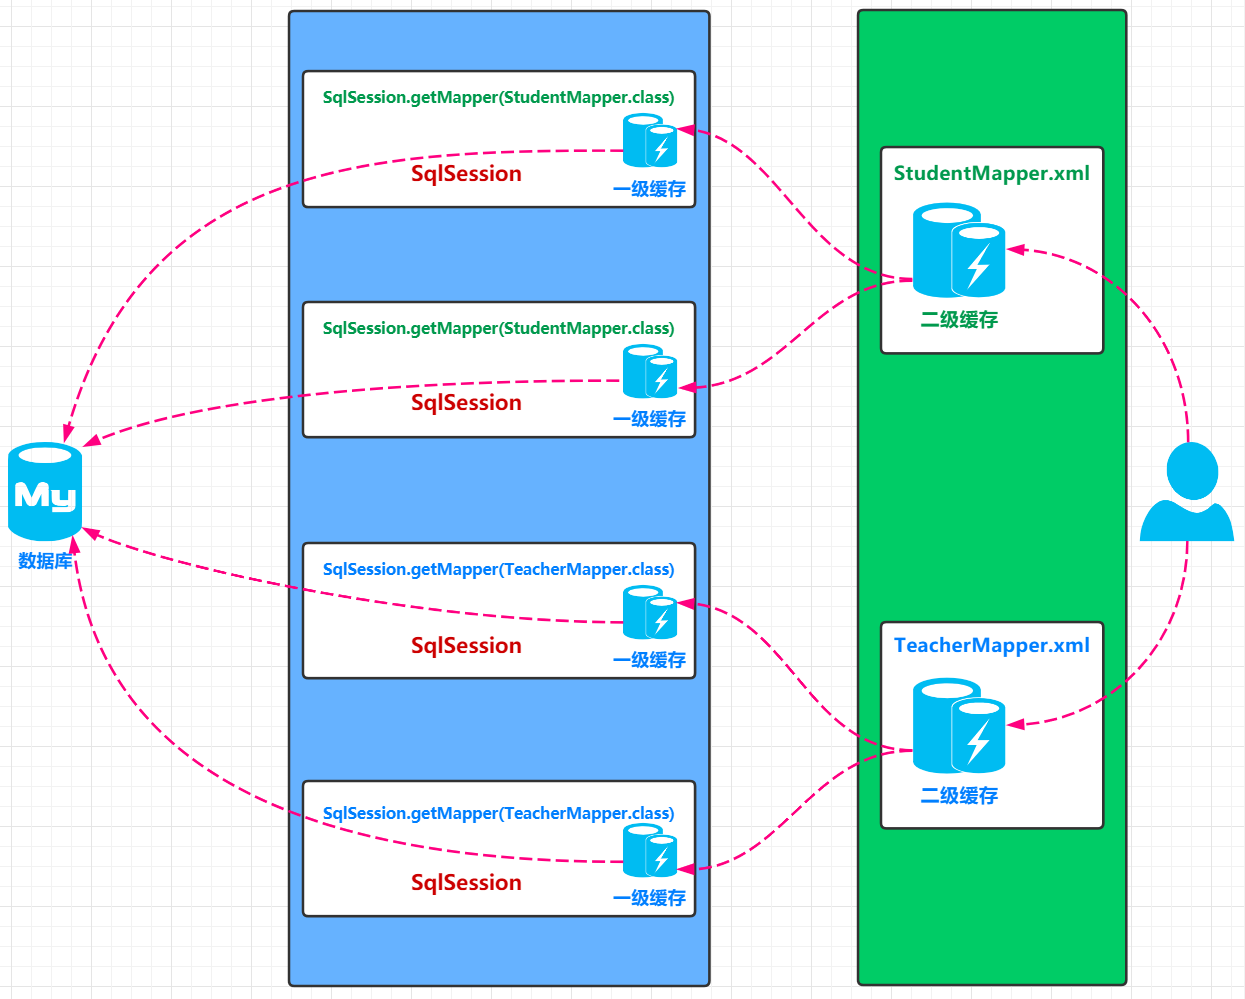 SqlSession.getMapper(StudentMapper.class)
SqlSession
一级缓存
SqlSession.getMapper(StudentMapper.class)
SqlSession
一级缓存
My
数据库
SqlSession.getMapper(TeacherMapper.class)
SqlSession
一级缓存
SqlSession.getMapper(TeacherMapper.class)
SqlSession
一级缓存
StudentMapper.xml
二级缓存
TeacherMapper.xml
二级缓存